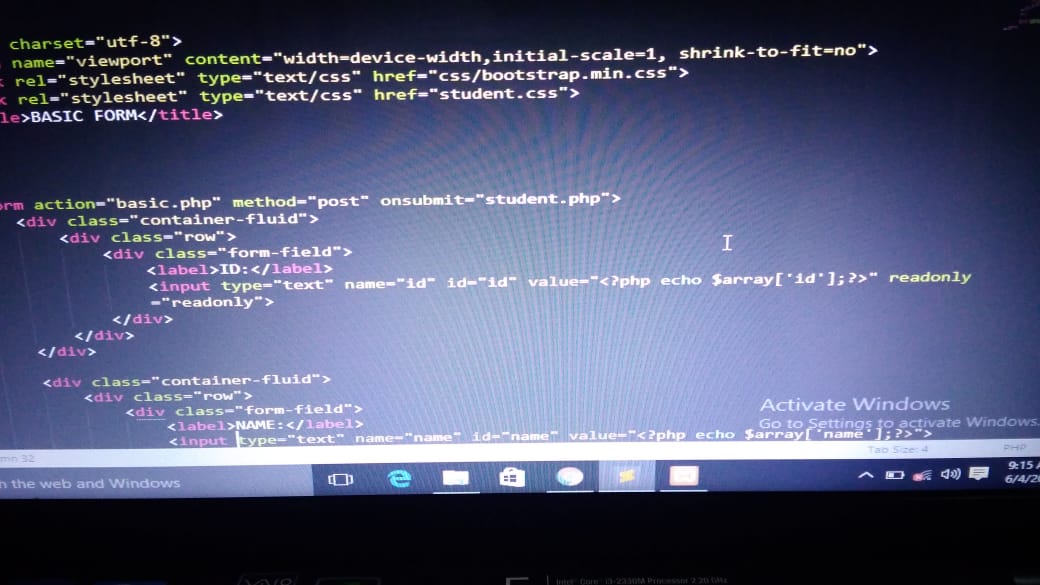 charset="utf-8">
name="viewport" content="width=device-width,initial-scale=1, shrink-to-fit=no">
rel="stylesheet" type="text/css" href="css/bootstrap.min.css">
rel="stylesheet" type="text/css" href="student.css">
le>BASIC FORM</title>
orm action="basic.php" method="post" onsubmit="student.php">
<div class="container-fluid">
<div class="row">
<div class="form-field">
<label>ID:</label>
<input type="text" name="id" id="id" value="<?php echo $array['id'];?>" readonly
="readonly">
</div>
</div>
</div>
<div class="container-fluid">
<div class="row">
<div class="form-field">
<label>NAME:</label>
<input type="text" name="name" id="name" value="<?php echo $array['name'];?>">
Activate Windows
Go to Settings to activate Windows.
mn 32
Tab Size: 4
PHP
h the web and Windows
9:15
6/4/20
Intel Core i3-2330M Processor 2.20 GHz